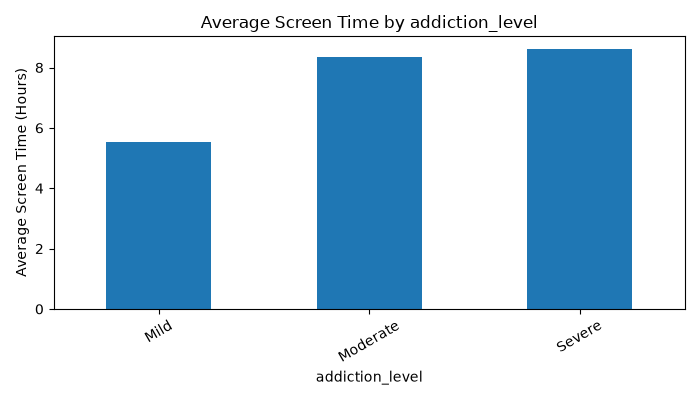 Average Screen Time by addiction_level
Average Screen Time (Hours)
8
6
4
2
0
Mild
Moderate
Severe
addiction_level